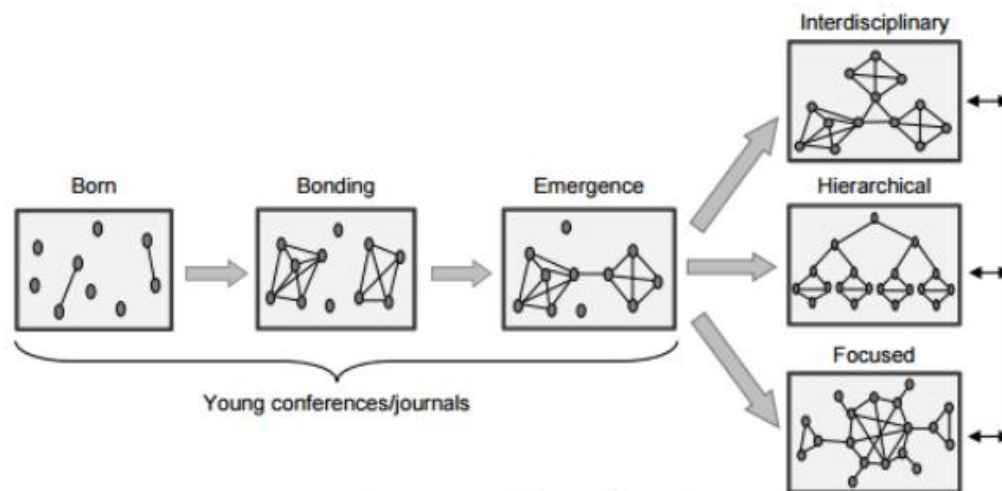 Interdisciplinary
Born
Bonding
Emergence
Hierarchical
Focused
Young conferences/journals